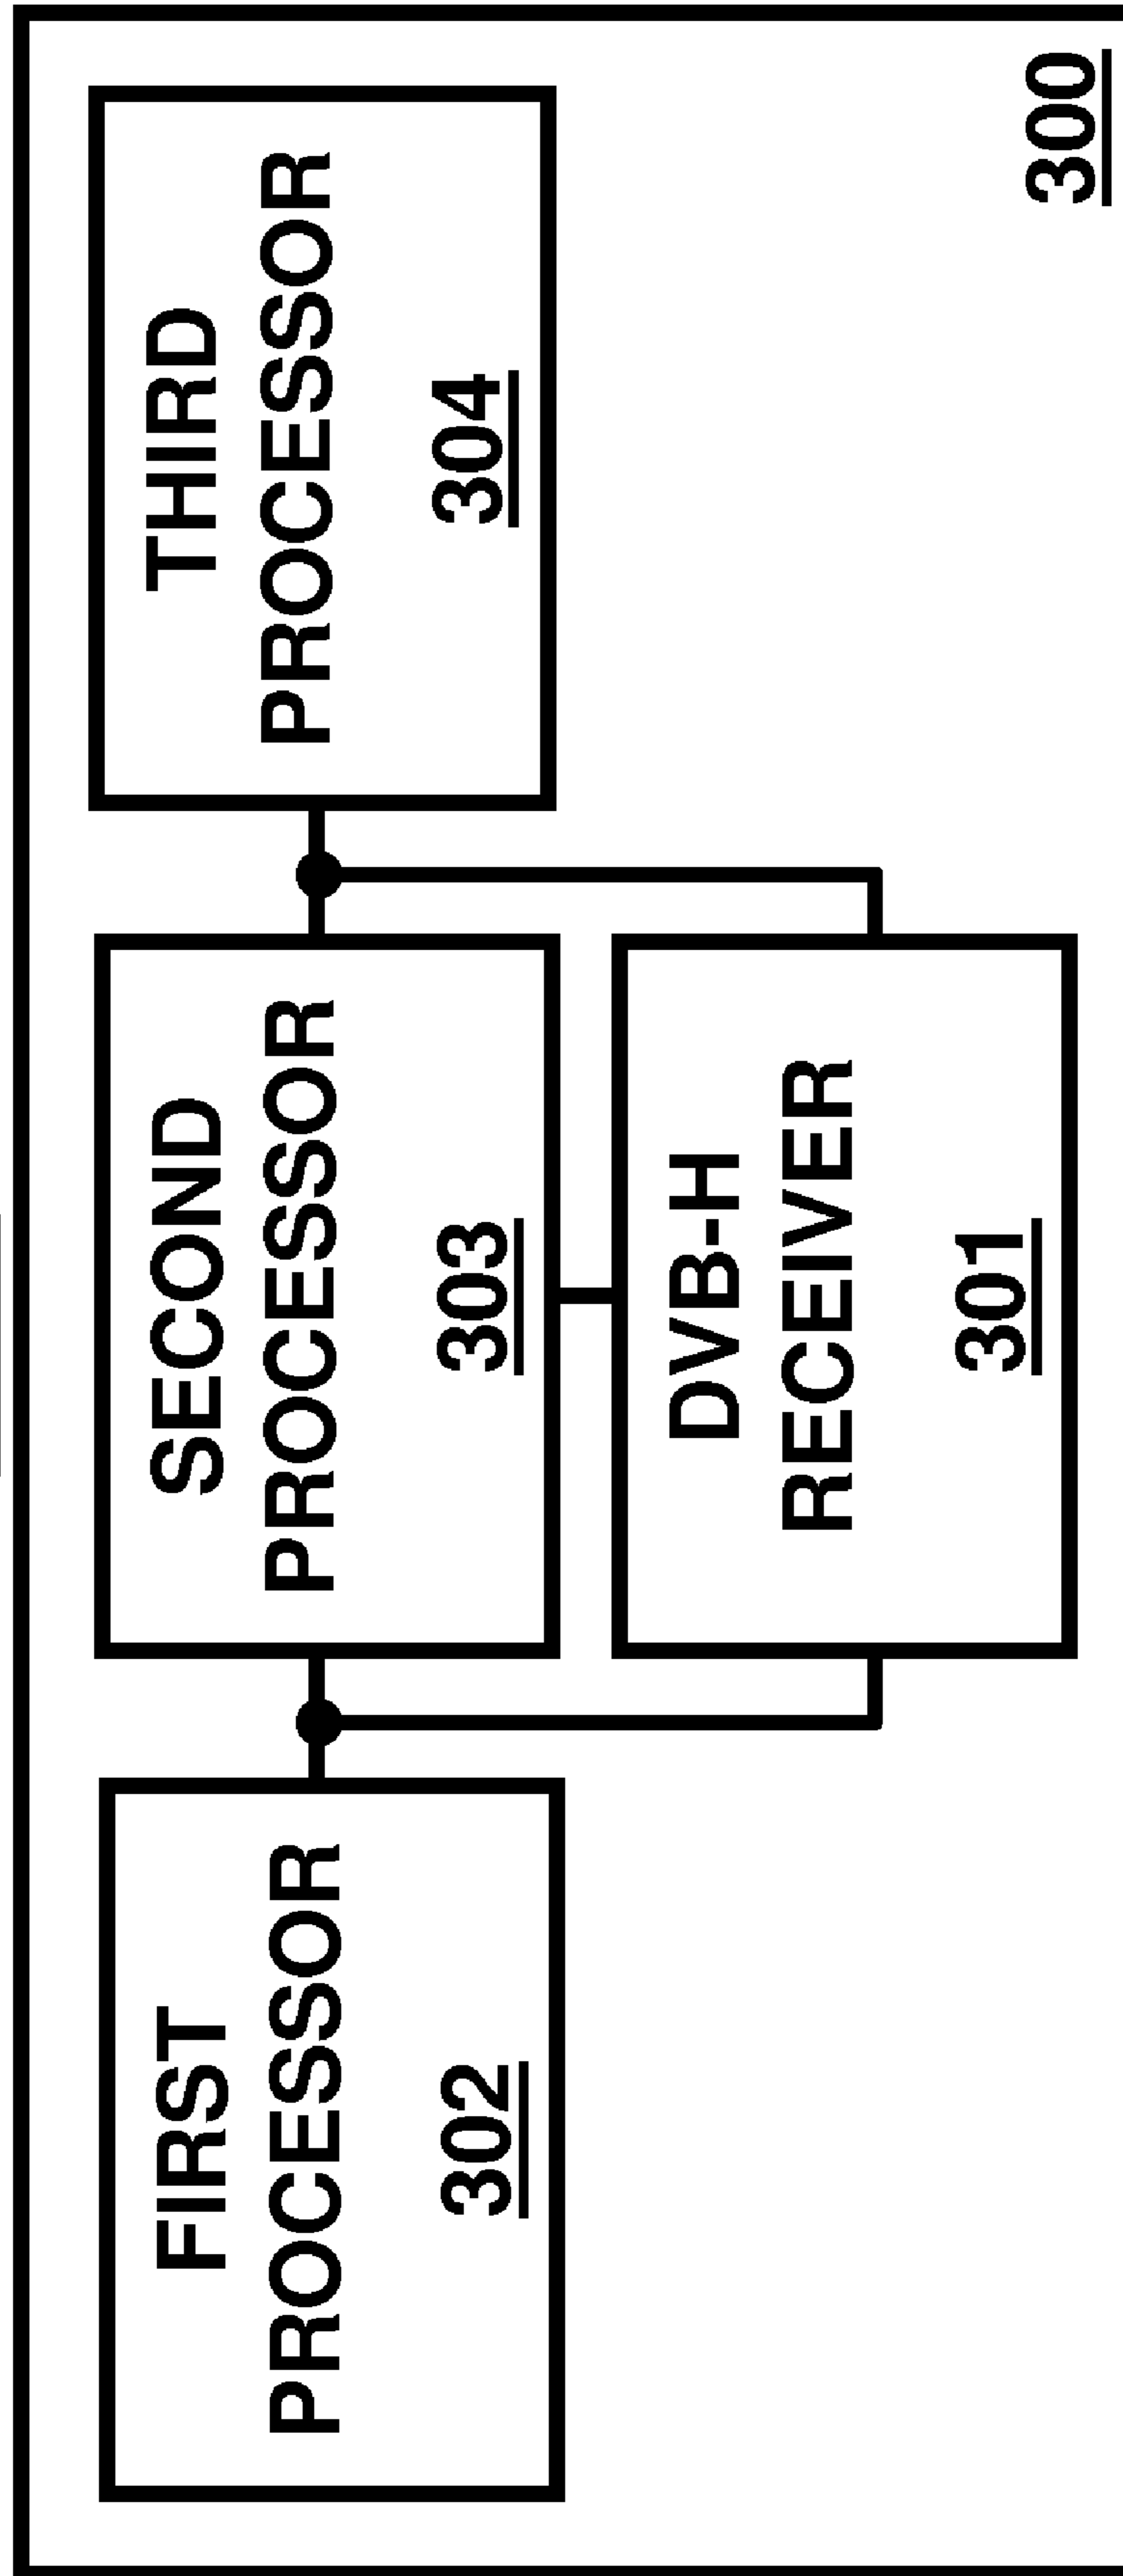 FIRST
PROCESSOR
302
SECOND
PROCESSOR
303
THIRD
PROCESSOR
304
DVB-H
RECEIVER
301
300